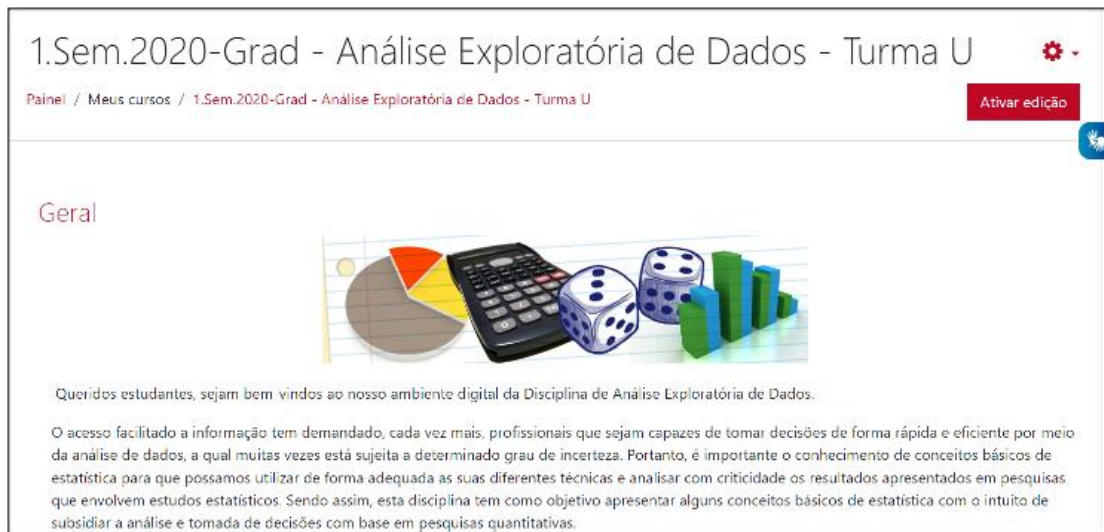 1.Sem.2020-Grad - Análise Exploratória de Dados - Turma U
Painel / Meus cursos / 1.Sem.2020-Grad - Análise Exploratória de Dados - Turma U
Ativar edição
Geral
Queridos estudantes, sejam bem vindos ao nosso ambiente digital da Disciplina de Análise Exploratória de Dados.
O acesso facilitado a informação tem demandado, cada vez mais, profissionais que sejam capazes de tomar decisões de forma rápida e eficiente por meio
da análise de dados, a qual muitas vezes está sujeita a determinado grau de incerteza. Portanto, é importante o conhecimento de conceitos básicos de
estatística para que possamos utilizar de forma adequada as suas diferentes técnicas e analisar com criticidade os resultados apresentados em pesquisas
que envolvem estudos estatísticos. Sendo assim, esta disciplina tem como objetivo apresentar alguns conceitos básicos de estatística com o intuito de
subsidiar a análise e tomada de decisões com base em pesquisas quantitativas.